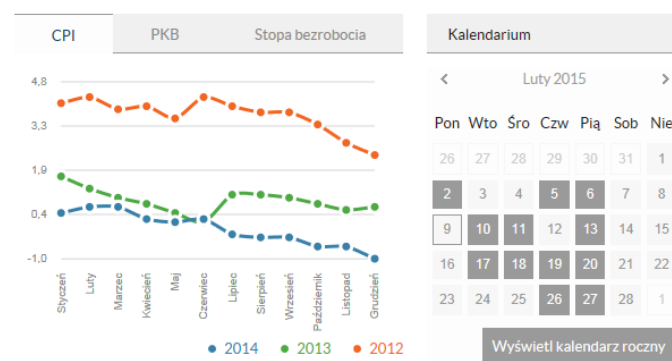 CPI PKB Stopa bezrobocia
4,8
3,3
1,9
0,4
-1,0
Styczeń Luty Marzec Kwiecień Maj Czerwiec Lipiec Sierpień Wrzesień Październik Listopad Grudzień
2014 2013 2012
Kalendarium
< Luty 2015 >
Pon Wto Śro Czw Pią Sob Nie
26 27 28 29 30 31 1
2 3 4 5 6 7 8
9 10 11 12 13 14 15
16 17 18 19 20 21 22
23 24 25 26 27 28 1
Wyświetl kalendarz roczny